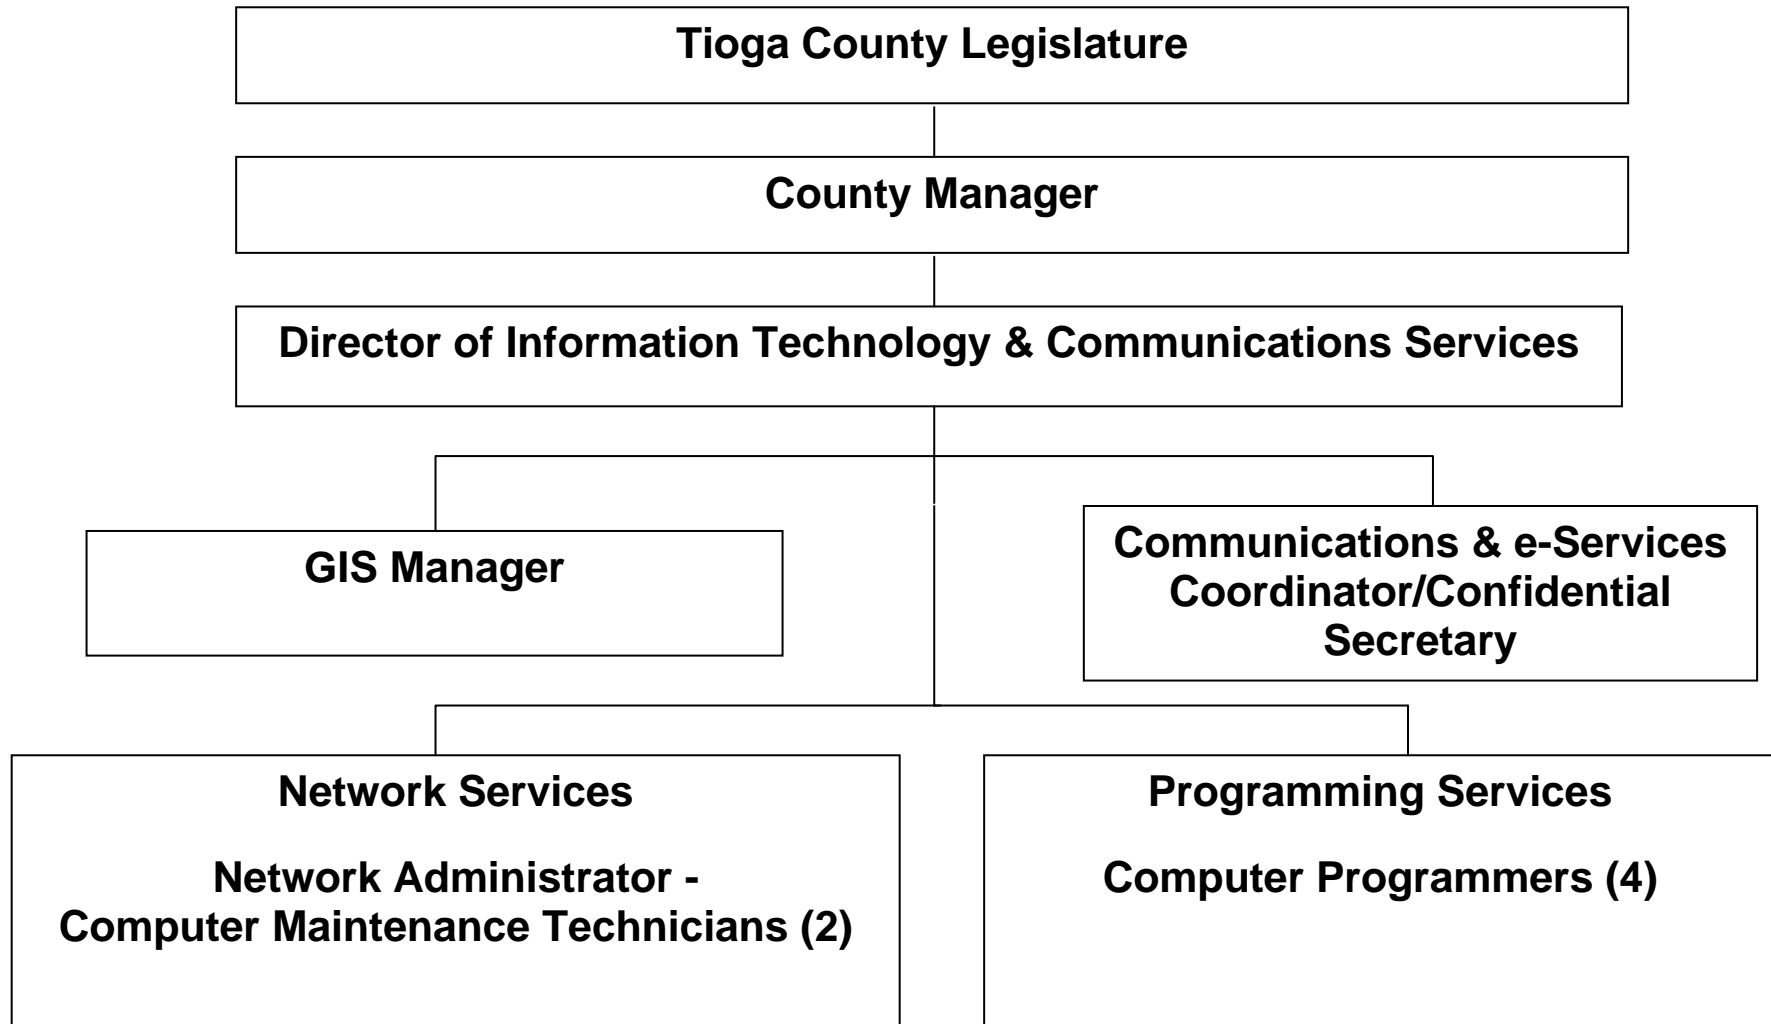 Tioga County Legislature
County Manager
Director of Information Technology & Communications Services
GIS Manager
Communications & e-Services
Coordinator/Confidential
Secretary
Network Services
Network Administrator -
Computer Maintenance Technicians (2)
Programming Services
Computer Programmers (4)